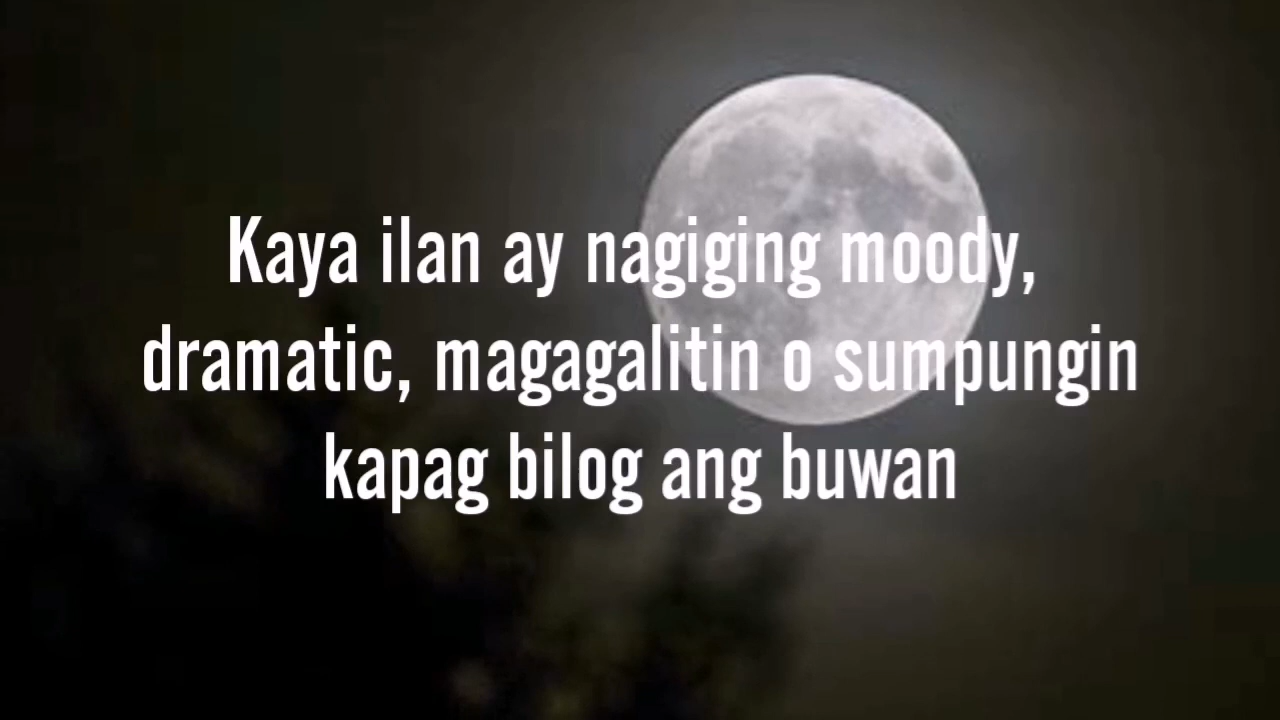 Kaya ilan ay nagiging moody,
dramatic, magagalitin o sumpungin
kapag bilog ang buwan